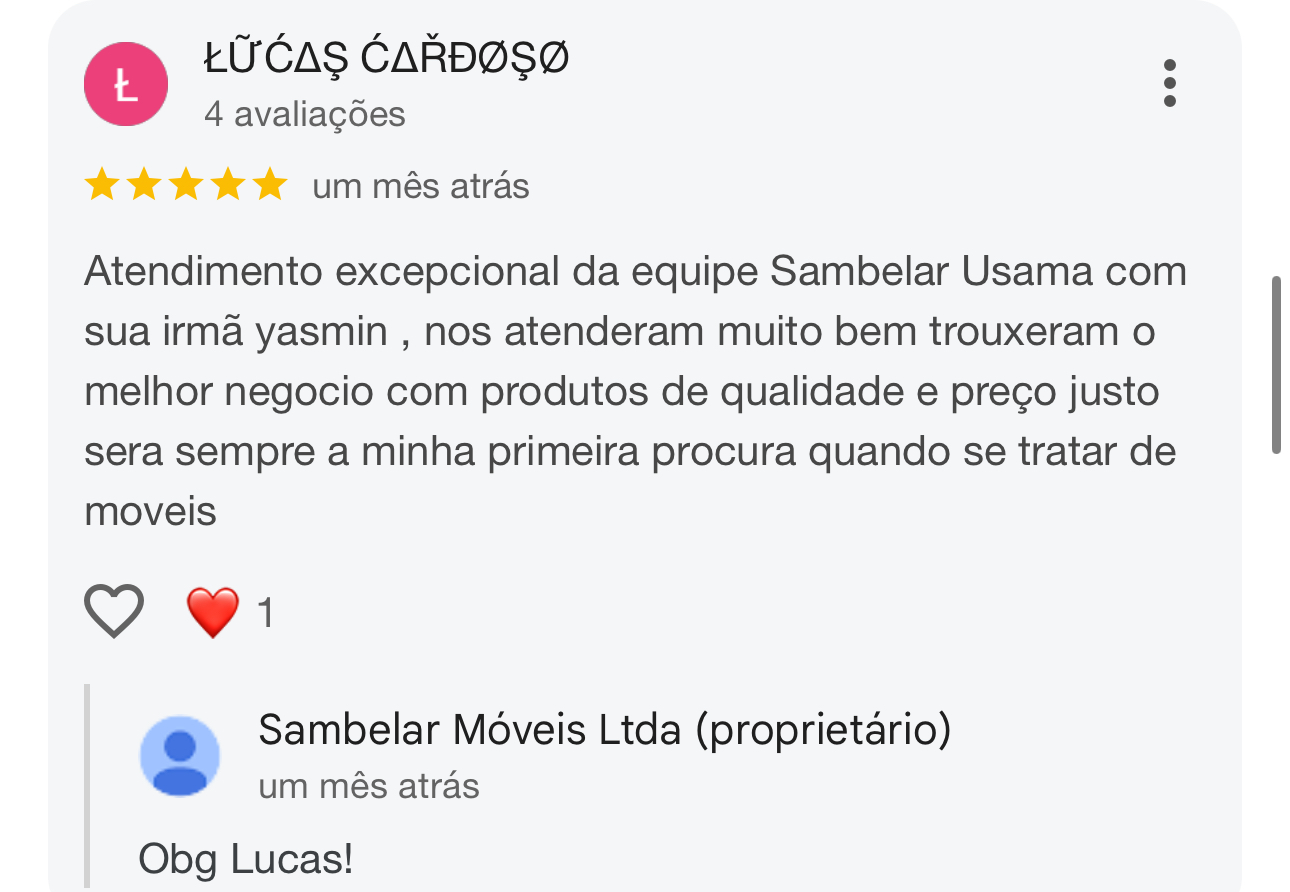 Ł
ŁŨĆΔŞ ĆΔŘĐØŞØ
4 avaliações
um mês atrás
Atendimento excepcional da equipe Sambelar Usama com
sua irmã yasmin , nos atenderam muito bem trouxeram o
melhor negocio com produtos de qualidade e preço justo
sera sempre a minha primeira procura quando se tratar de
moveis
❤️ 1
Sambelar Móveis Ltda (proprietário)
um mês atrás
Obg Lucas!